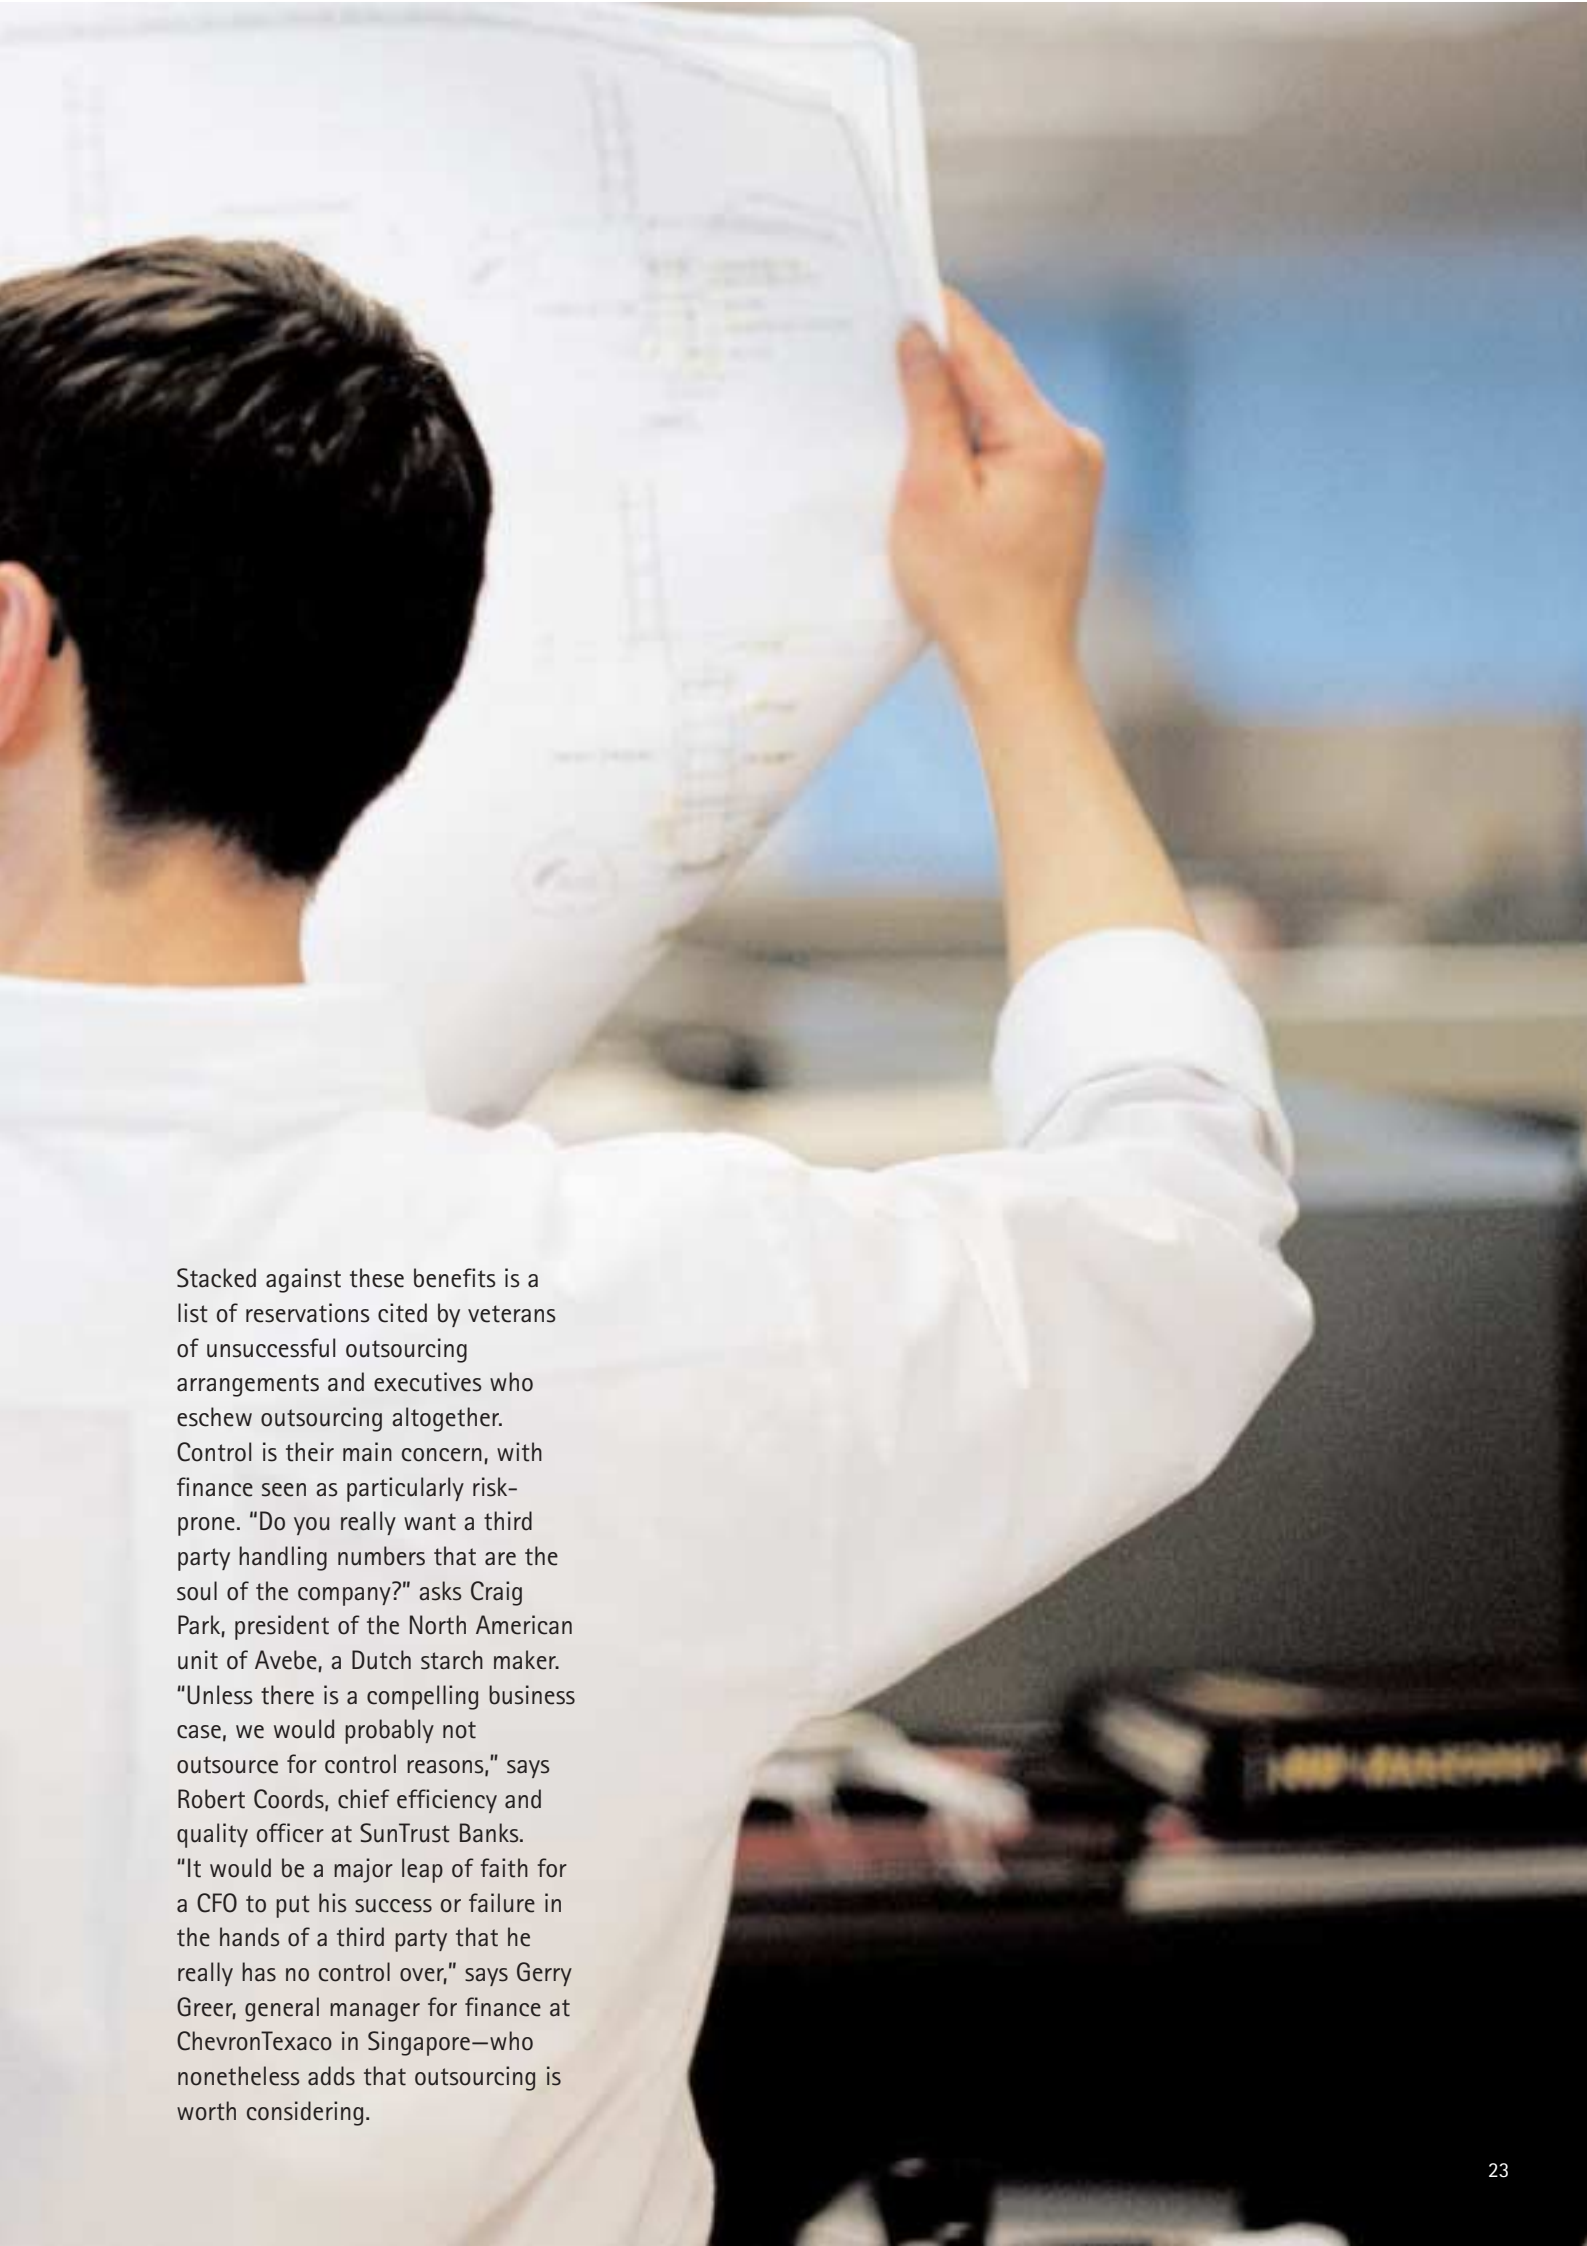 Stacked against these benefits is a
list of reservations cited by veterans
of unsuccessful outsourcing
arrangements and executives who
eschew outsourcing altogether.
Control is their main concern, with
finance seen as particularly risk-
prone. "Do you really want a third
party handling numbers that are the
soul of the company?" asks Craig
Park, president of the North American
unit of Avebe, a Dutch starch maker.
"Unless there is a compelling business
case, we would probably not
outsource for control reasons," says
Robert Coords, chief efficiency and
quality officer at SunTrust Banks.
"It would be a major leap of faith for
a CFO to put his success or failure in
the hands of a third party that he
really has no control over," says Gerry
Greer, general manager for finance at
ChevronTexaco in Singapore—who
nonetheless adds that outsourcing is
worth considering.
23